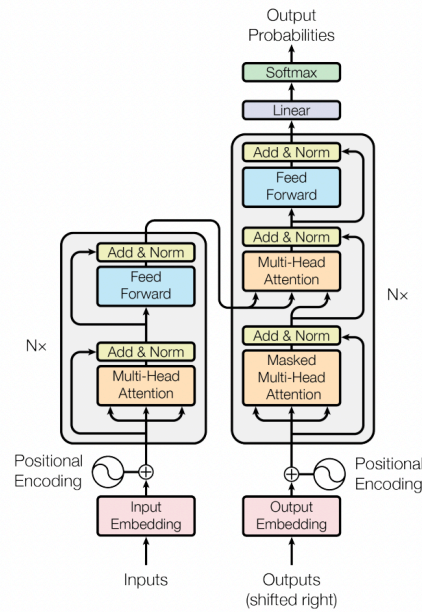 Output
Probabilities
Softmax
Linear
Add & Norm
Feed
Forward
Add & Norm
Multi-Head
Attention
Add & Norm
Masked
Multi-Head
Attention
N×
Add & Norm
Feed
Forward
Add & Norm
Multi-Head
Attention
N×
Positional
Encoding
Positional
Encoding
Input
Embedding
Output
Embedding
Inputs
Outputs
(shifted right)